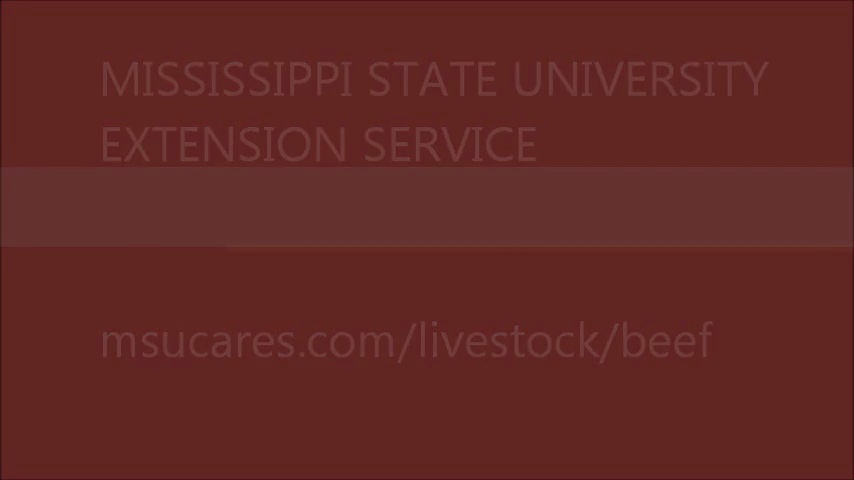 MISSISSIPPI STATE UNIVERSITY
EXTENSION SERVICE
msucares.com/livestock/beef